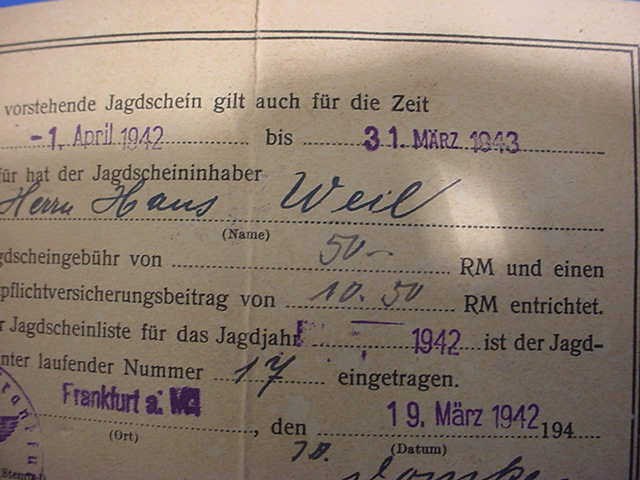 vorstehende Jagdschein gilt auch für die Zeit
-1. April 1942 bis 31. MÄRZ 1943
für hat der Jagdscheininhaber
Herrn Hans Weil
(Name)
gdscheingebühr von 50.- RM und einen
pflichtversicherungsbeitrag von 10.50 RM entrichtet.
r Jagdscheinliste für das Jagdjahr 1942 ist der Jagd-
nter laufender Nummer 17 eingetragen.
Frankfurt a. M., den 19. März 1942 194
(Ort) (Datum)